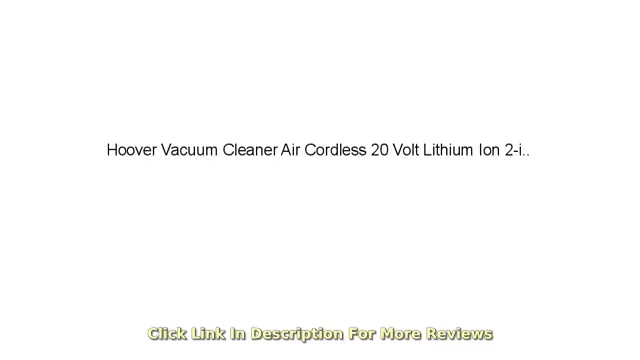 Hoover Vacuum Cleaner Air Cordless 20 Volt Lithium Ion 2-i..
Click Link In Description For More Reviews